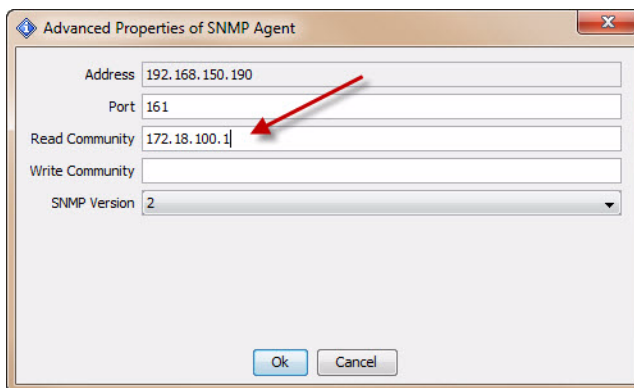 Advanced Properties of SNMP Agent
Address 192.168.150.190
Port 161
Read Community 172.18.100.1
Write Community
SNMP Version 2
Ok Cancel